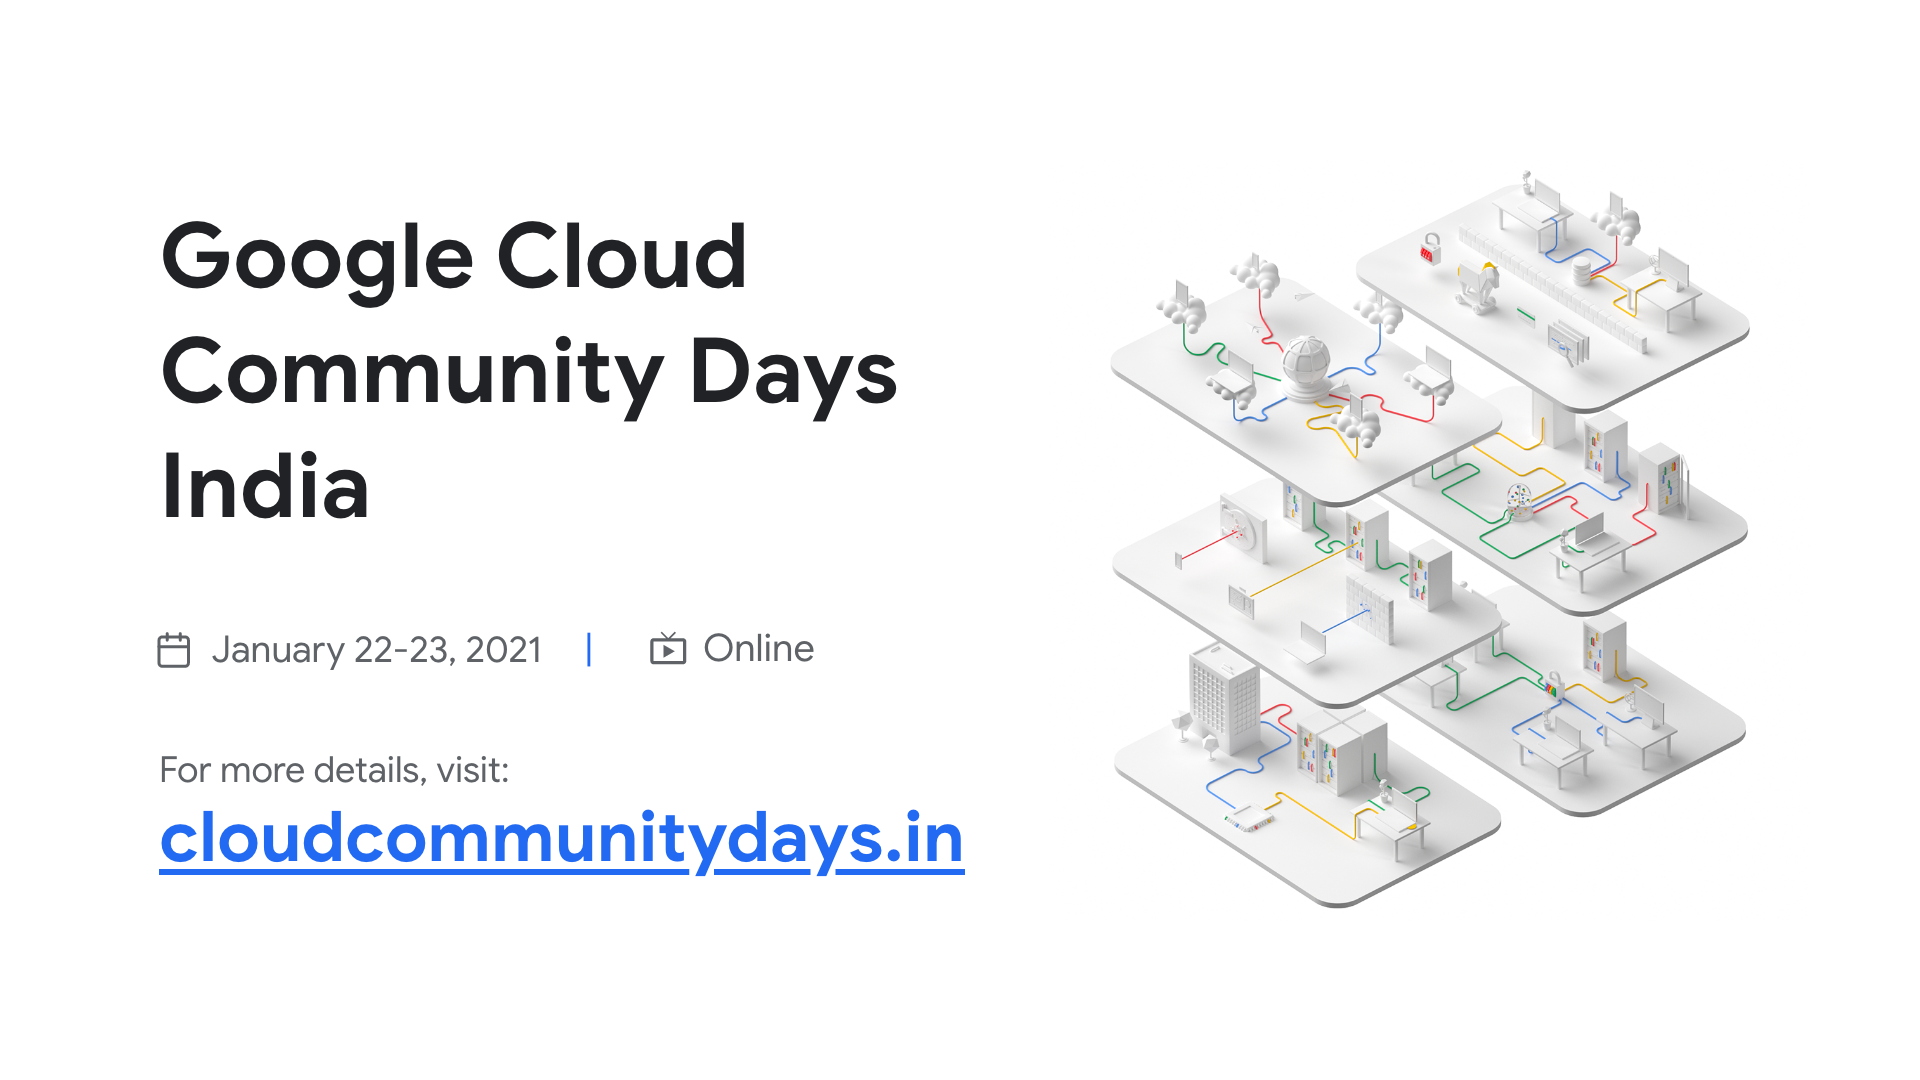 Google Cloud
Community Days
India
January 22-23, 2021 | Online
For more details, visit:
cloudcommunitydays.in